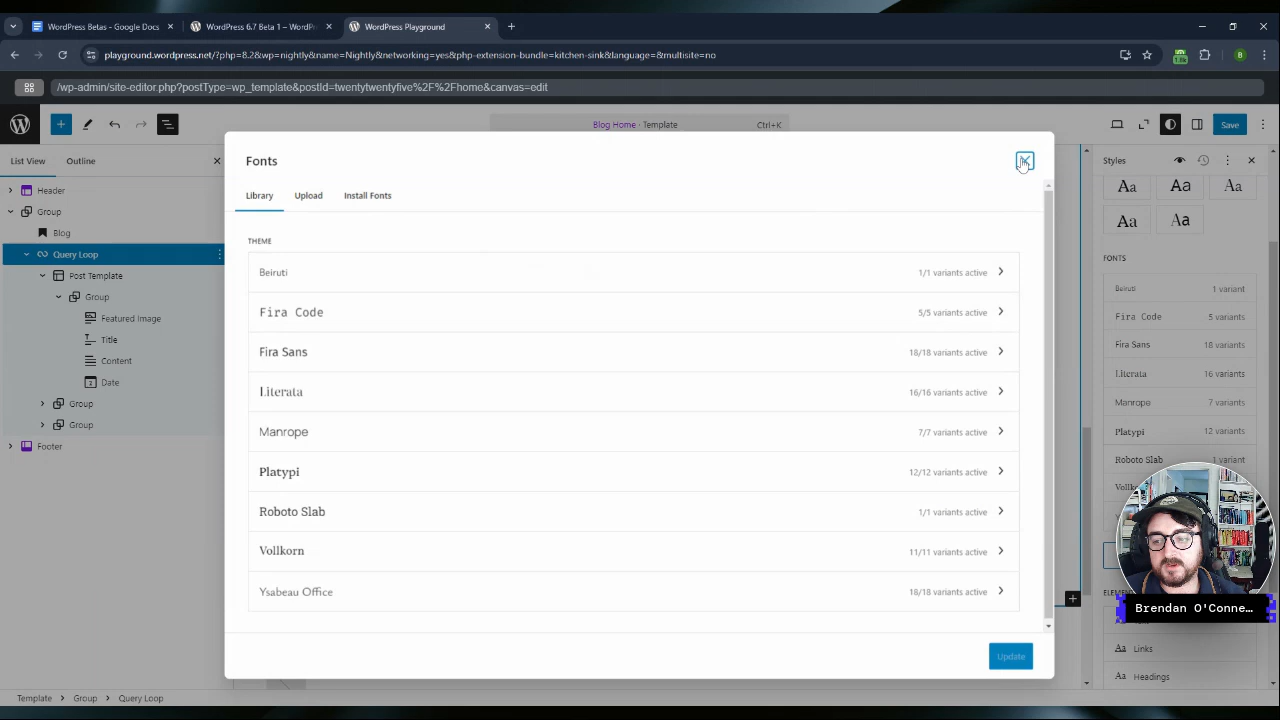 WordPress Betas - Google Docs
WordPress 6.7 Beta 1 – WordPr
WordPress Playground
playground.wordpress.net/?php=8.2&wp=nightly&name=Nightly&networking=yes&php-extension-bundle=kitchen-sink&language=&multisite=no
/wp-admin/site-editor.php?postType=wp_template&postId=twentytwentyfive%2F%2Fhome&canvas=edit
Blog Home · Template
Ctrl+K
Save
List View
Outline
Header
Group
Blog
Query Loop
Post Template
Group
Featured Image
Title
Content
Date
Group
Group
Footer
Fonts
Library
Upload
Install Fonts
THEME
Beiruti 1/1 variants active
Fira Code 5/5 variants active
Fira Sans 18/18 variants active
Literata 16/16 variants active
Manrope 7/7 variants active
Platypi 12/12 variants active
Roboto Slab 1/1 variants active
Vollkorn 11/11 variants active
Ysabeau Office 18/18 variants active
Update
Styles
Aa Aa Aa
Aa Aa
FONTS
Beiruti 1 variant
Fira Code 5 variants
Fira Sans 18 variants
Literata 16 variants
Manrope 7 variants
Platypi 12 variants
Roboto Slab 1 variant
Brendan O'Conne…
Links
Aa Headings
Template
Group
Query Loop